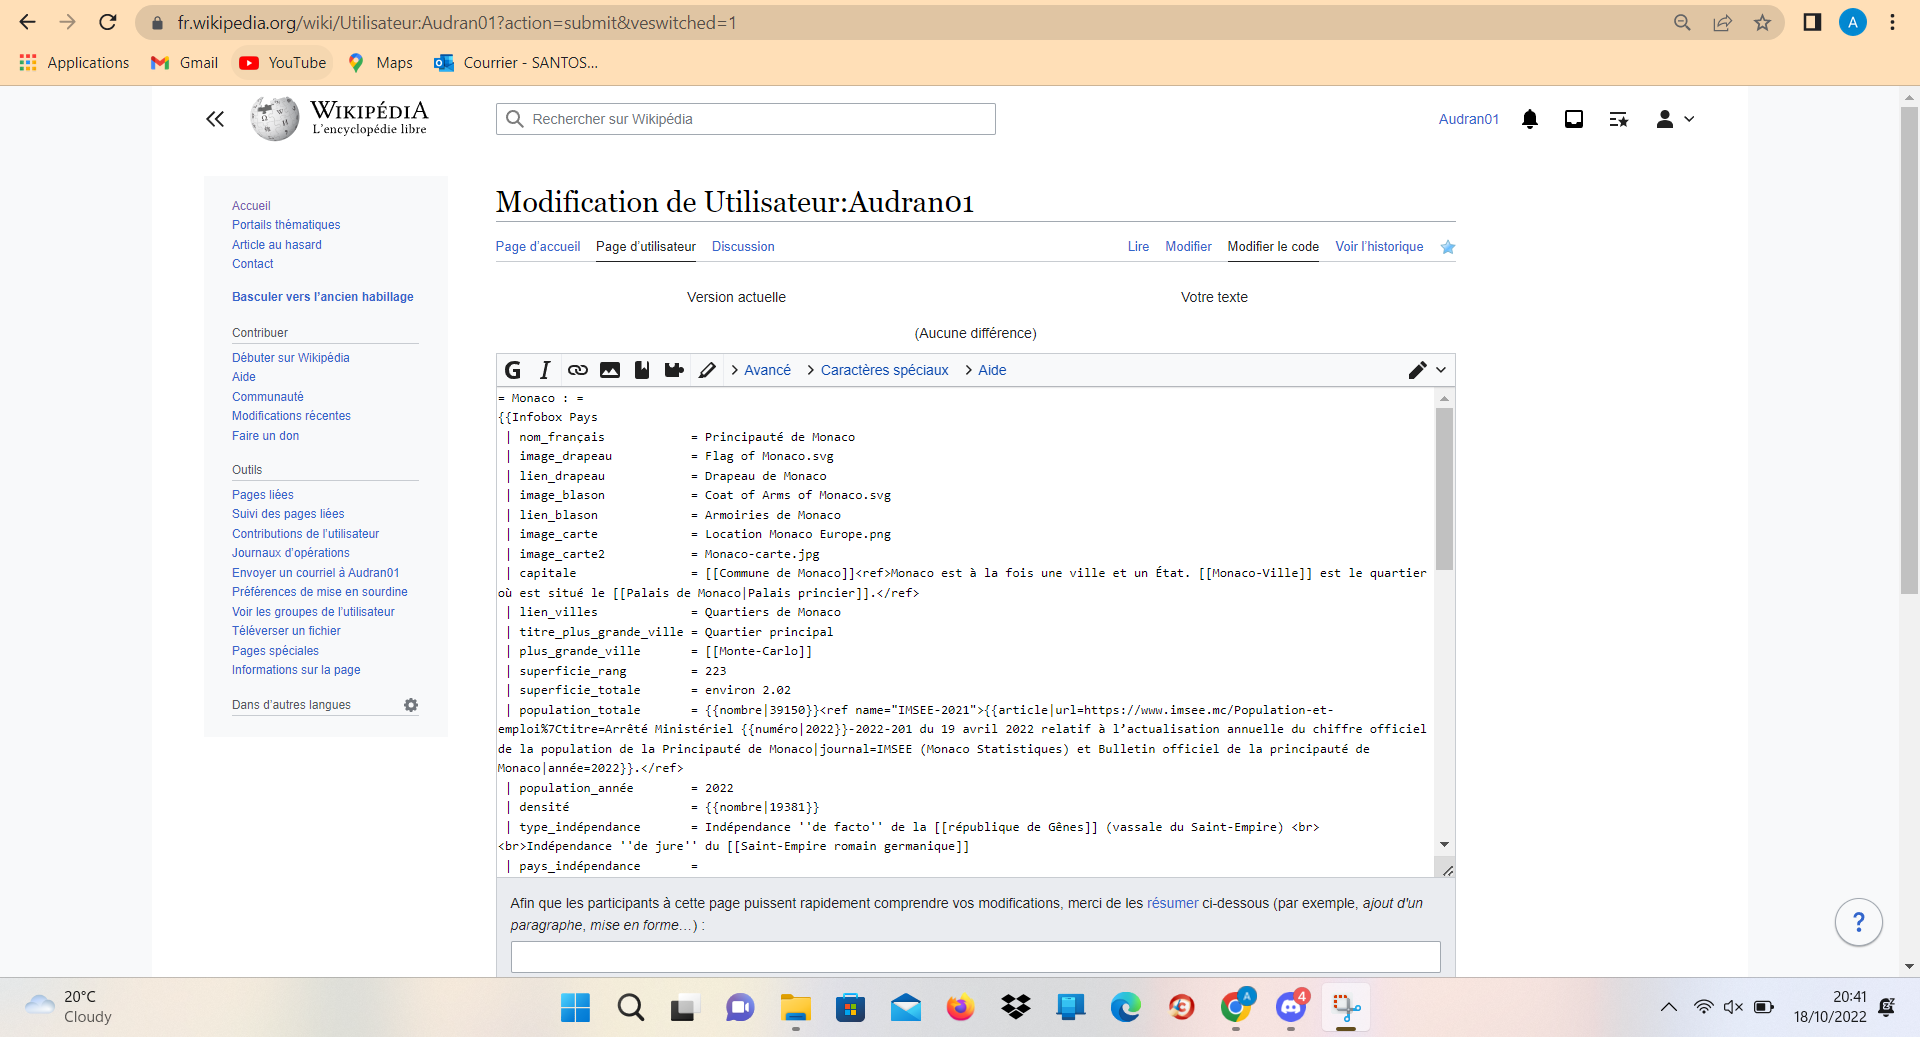 fr.wikipedia.org/wiki/Utilisateur:Audran01?action=submit&veswitched=1
A
Applications
Gmail
YouTube
Maps
Courrier - SANTOS...
WIKIPÉDIA
L'encyclopédie libre
Rechercher sur Wikipédia
Audran01
Accueil
Portails thématiques
Article au hasard
Contact
Basculer vers l'ancien habillage
Contribuer
Débuter sur Wikipédia
Aide
Communauté
Modifications récentes
Faire un don
Outils
Pages liées
Suivi des pages liées
Contributions de l'utilisateur
Journaux d'opérations
Envoyer un courriel à Audran01
Préférences de mise en sourdine
Voir les groupes de l'utilisateur
Téléverser un fichier
Pages spéciales
Informations sur la page
Dans d'autres langues
Modification de Utilisateur:Audran01
Page d'accueil Page d'utilisateur Discussion Lire Modifier Modifier le code Voir l'historique
Version actuelle Votre texte
(Aucune différence)
G I Avancé Caractères spéciaux Aide
= Monaco : =
{{Infobox Pays
| nom_français = Principauté de Monaco
| image_drapeau = Flag of Monaco.svg
| lien_drapeau = Drapeau de Monaco
| image_blason = Coat of Arms of Monaco.svg
| lien_blason = Armoiries de Monaco
| image_carte = Location Monaco Europe.png
| image_carte2 = Monaco-carte.jpg
| capitale = [[Commune de Monaco]]<ref>Monaco est à la fois une ville et un État. [[Monaco-Ville]] est le quartier
où est situé le [[Palais de Monaco|Palais princier]].</ref>
| lien_villes = Quartiers de Monaco
| titre_plus_grande_ville = Quartier principal
| plus_grande_ville = [[Monte-Carlo]]
| superficie_rang = 223
| superficie_totale = environ 2.02
| population_totale = {{nombre|39150}}<ref name="IMSEE-2021">{{article|url=https://www.imsee.mc/Population-et-
emploi%7Ctitre=Arrêté Ministériel {{numéro|2022}}-2022-201 du 19 avril 2022 relatif à l’actualisation annuelle du chiffre officiel
de la population de la Principauté de Monaco|journal=IMSEE (Monaco Statistiques) et Bulletin officiel de la principauté de
Monaco|année=2022}}.</ref>
| population_année = 2022
| densité = {{nombre|19381}}
| type_indépendance = Indépendance ''de facto'' de la [[république de Gênes]] (vassale du Saint-Empire) <br>
<br>Indépendance ''de jure'' du [[Saint-Empire romain germanique]]
| pays_indépendance =
Afin que les participants à cette page puissent rapidement comprendre vos modifications, merci de les résumer ci-dessous (par exemple, ajout d'un
paragraphe, mise en forme…) :
?
20°C
Cloudy
A
4
20:41
18/10/2022